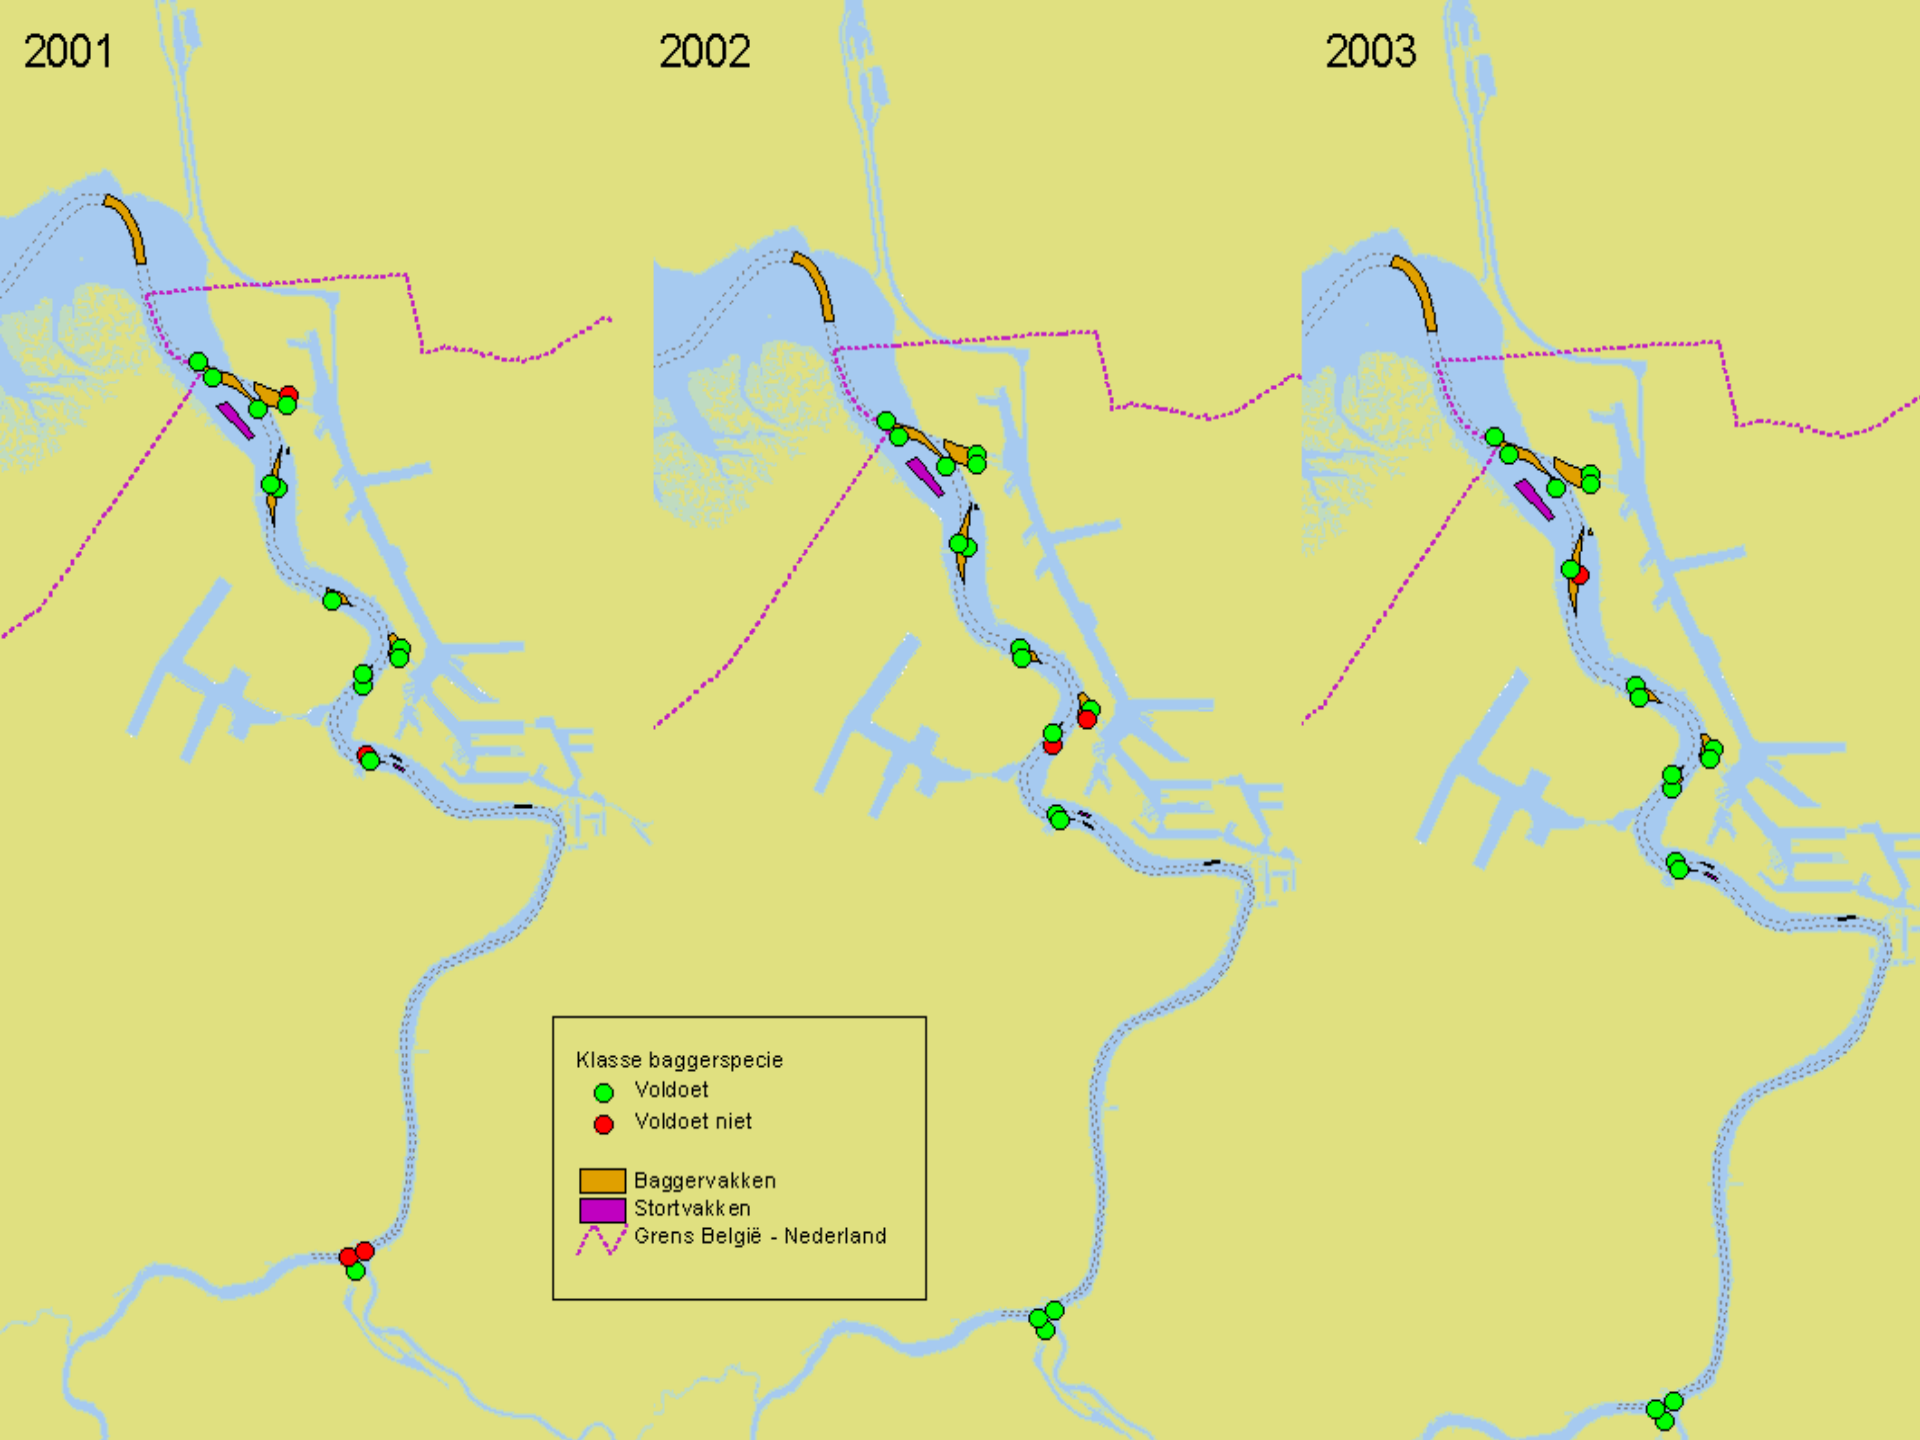 2001
2002
2003
Klasse baggerspecie
Voldoet
Voldoet niet
Baggervakken
Stortvakken
Grens België - Nederland